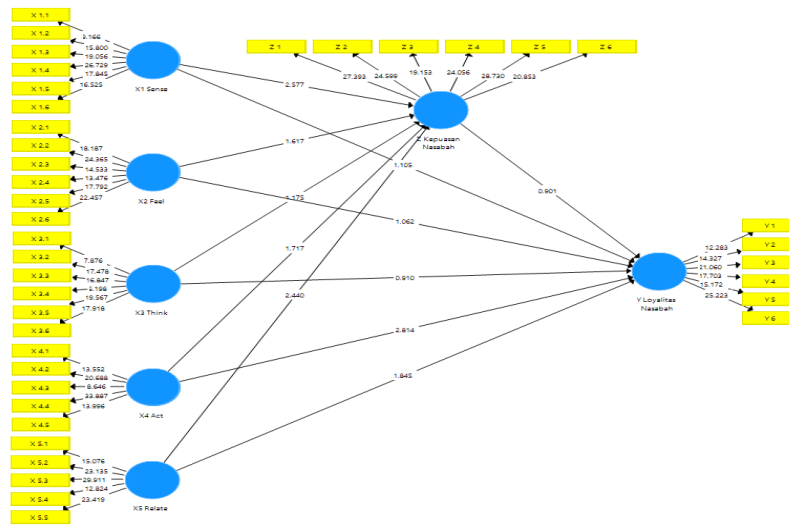 X 1.1
X 1.2
X 1.3
X 1.4
X 1.5
X 1.6
9.166
15.800
19.056
26.729
17.845
16.525
X1 Sense
X 2.1
X 2.2
X 2.3
X 2.4
X 2.5
X 2.6
18.187
24.365
14.533
13.476
17.792
22.457
X2 Feel
X 3.1
X 3.2
X 3.3
X 3.4
X 3.5
X 3.6
7.876
17.478
16.847
5.198
19.567
17.918
X3 Think
X 4.1
X 4.2
X 4.3
X 4.4
X 4.5
13.552
20.688
8.646
33.887
13.996
X4 Act
X 5.1
X 5.2
X 5.3
X 5.4
X 5.5
15.076
23.135
29.911
12.824
23.419
X5 Relate
Z 1
Z 2
Z 3
Z 4
Z 5
Z 6
27.393
24.599
19.153
24.056
28.730
20.853
Z Kepuasan
Nasabah
2.577
1.617
1.175
1.717
2.440
1.105
1.062
0.910
2.814
1.845
0.901
Y 1
Y 2
Y 3
Y 4
Y 5
Y 6
12.283
14.327
21.060
17.703
15.172
25.223
Y Loyalitas
Nasabah